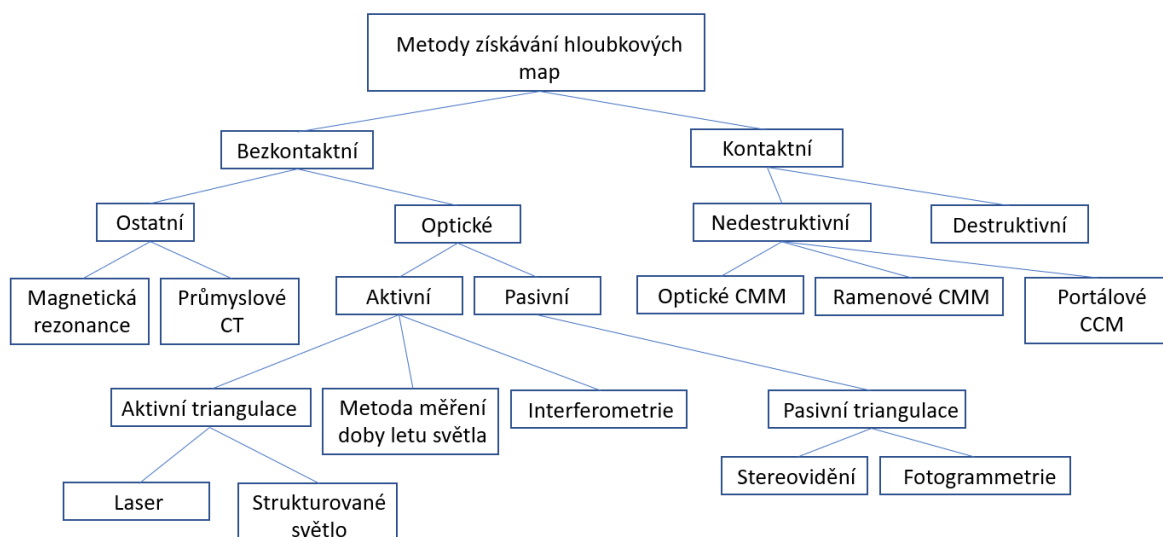 Metody získávání hloubkových
map
Bezkontaktní
Kontaktní
Ostatní
Optické
Nedestruktivní
Destruktivní
Magnetická
rezonance
Průmyslové
CT
Aktivní
Pasivní
Optické CMM
Ramenové CMM
Portálové
CCM
Aktivní triangulace
Metoda měření
doby letu světla
Interferometrie
Pasivní triangulace
Stereovidění
Fotogrammetrie
Laser
Strukturované
světlo